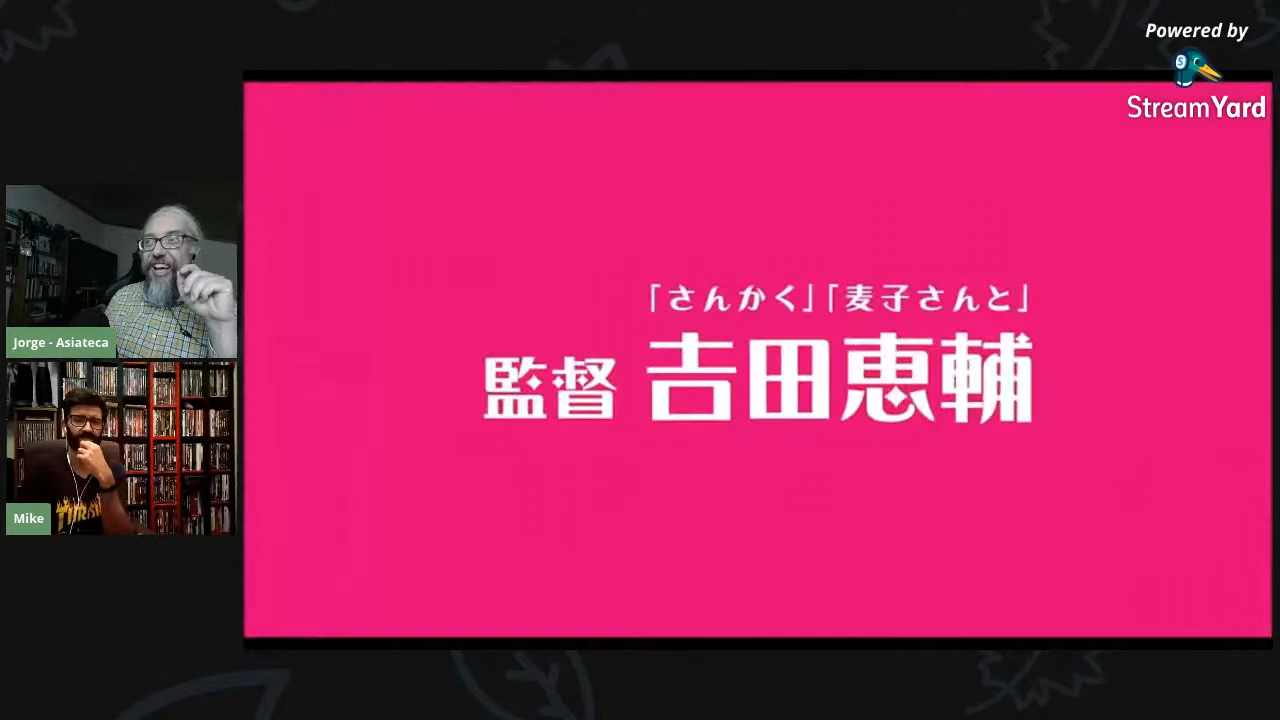 Powered by
StreamYard
「さんかく」「麦子さんと」
監督 吉田恵輔
Jorge - Asiateca
Mike